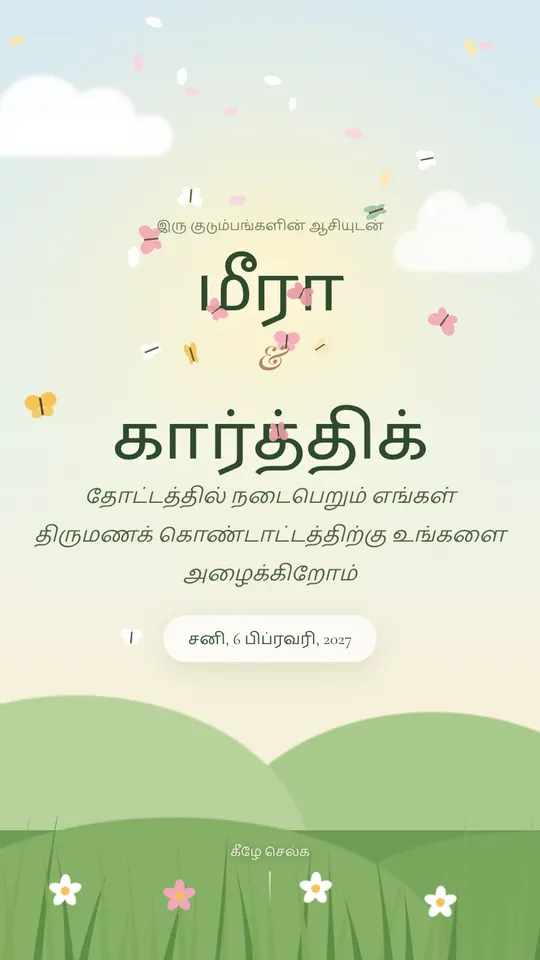 இரு குடும்பங்களின் ஆசியுடன்
மீரா
&
கார்த்திக்
தோட்டத்தில் நடைபெறும் எங்கள்
திருமணக் கொண்டாட்டத்திற்கு உங்களை
அழைக்கிறோம்
சனி, 6 பிப்ரவரி, 2027
கீழே செல்க